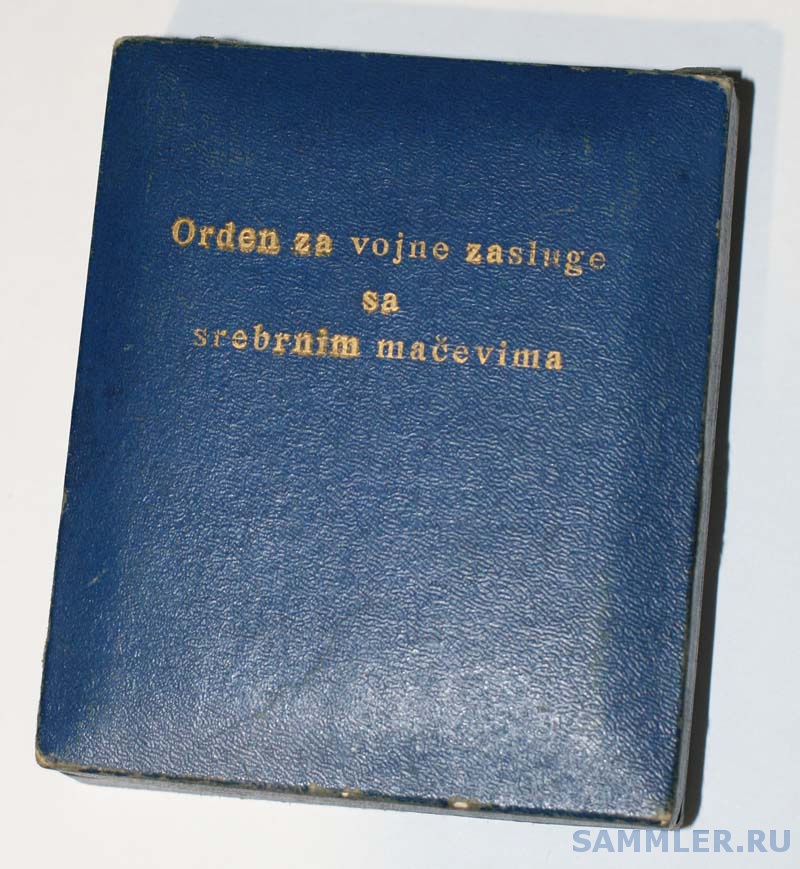 Orden za vojne zasluge
sa
srebrnim mačevima
SAMMLER.RU